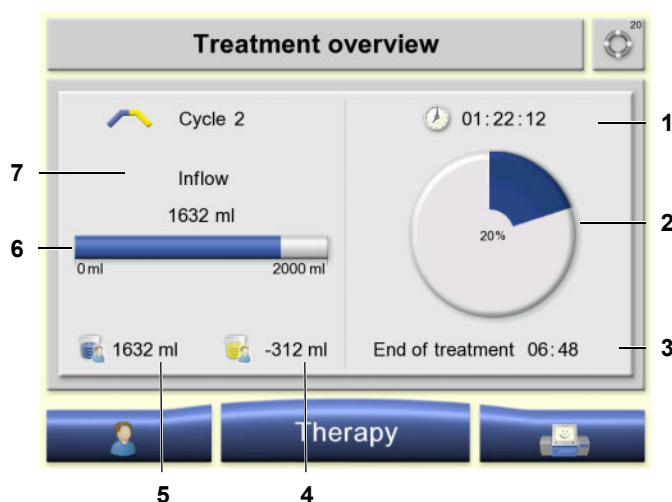 Treatment overview
20
Cycle 2
01:22:12
1
7
Inflow
1632 ml
2
20%
6
0 ml
2000 ml
1632 ml
-312 ml
End of treatment 06:48
3
Therapy
5
4